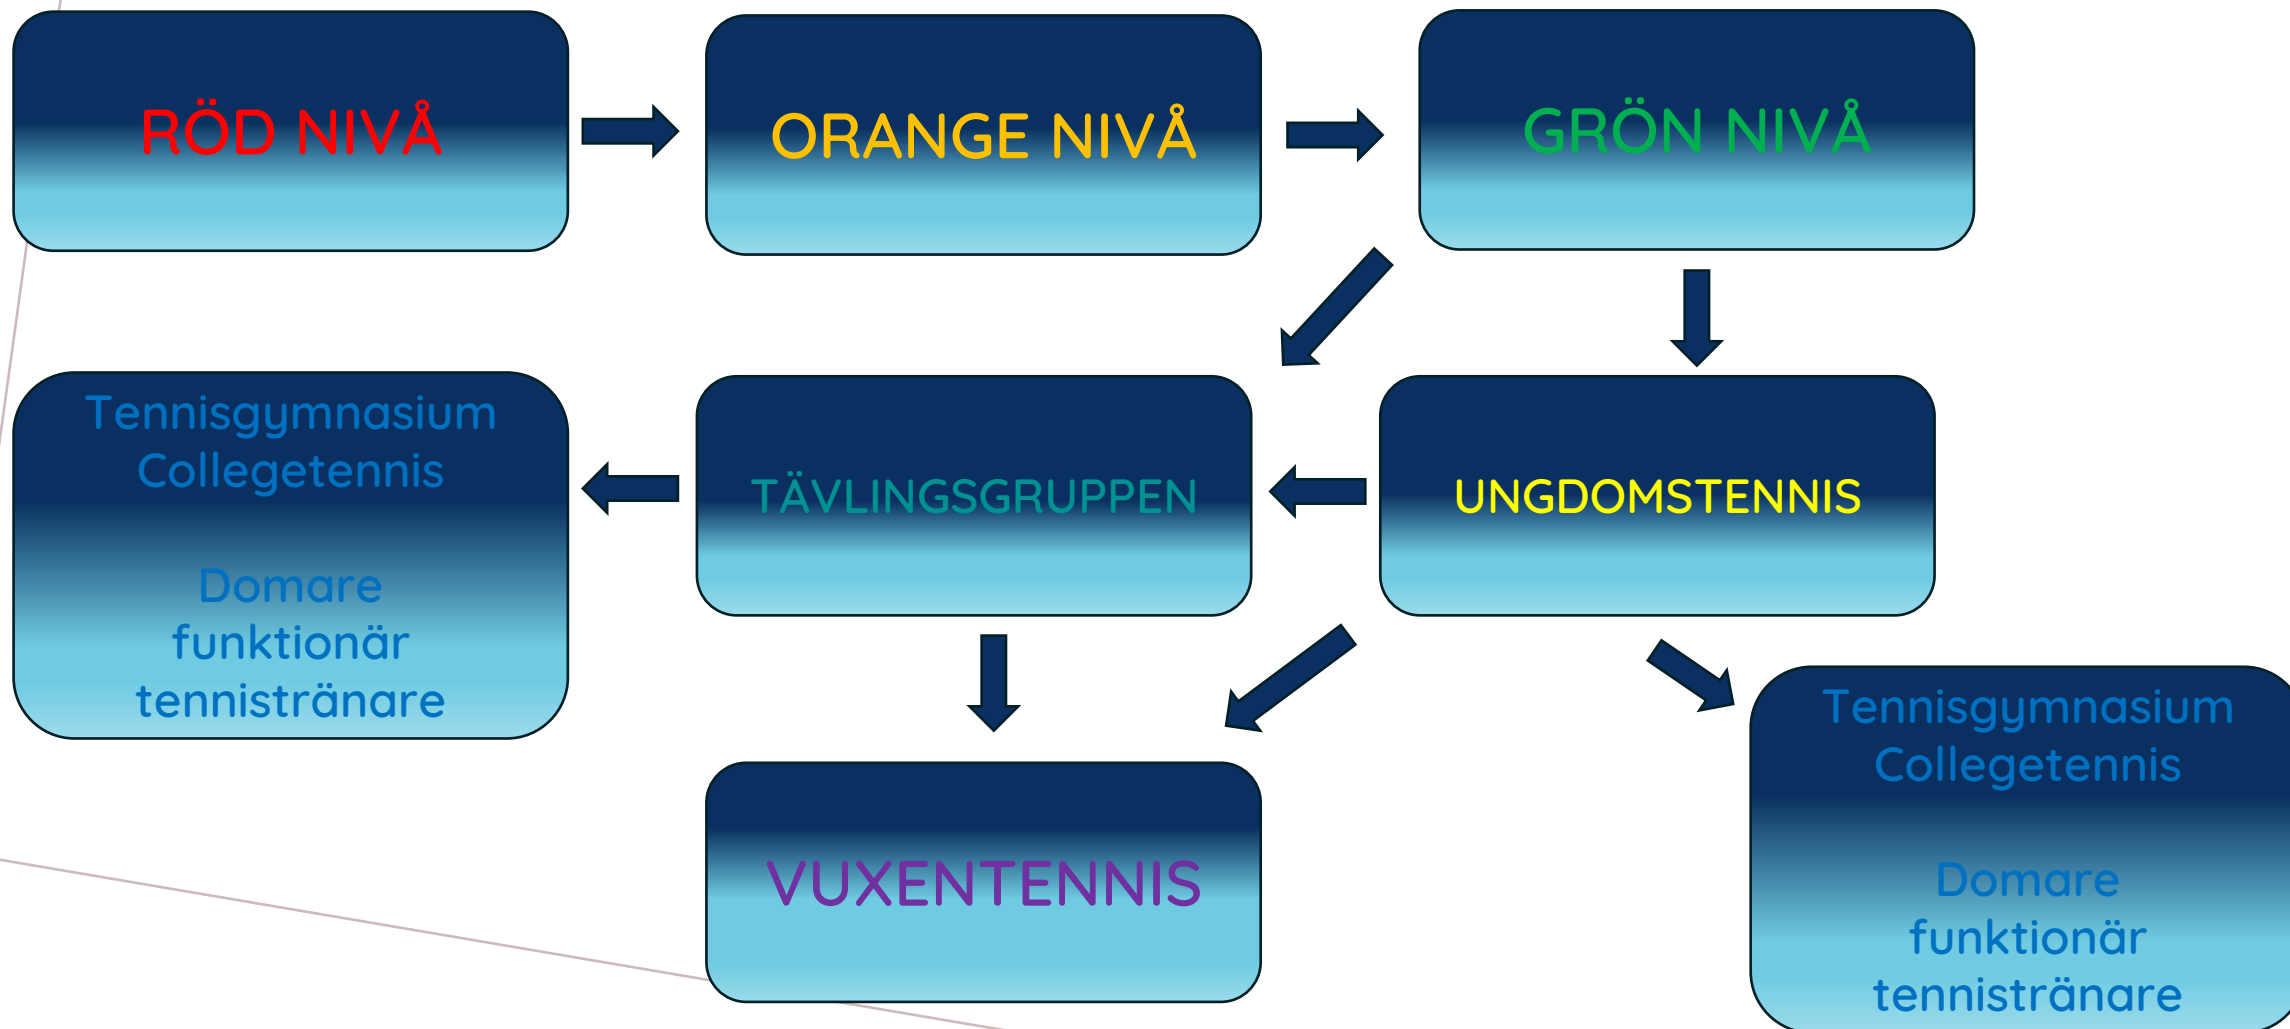 RÖD NIVÅ
ORANGE NIVÅ
GRÖN NIVÅ
Tennisgymnasium
Collegetennis
Domare
funktionär
tennistränare
TÄVLINGSGRUPPEN
UNGDOMSTENNIS
VUXENTENNIS
Tennisgymnasium
Collegetennis
Domare
funktionär
tennistränare